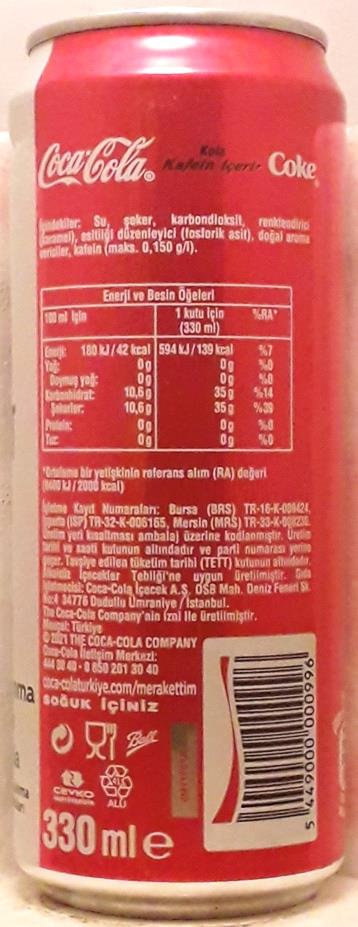 Coca-Cola
Kola
Kafein İçerir
Coke
İçindekiler: Su, şeker, karbondioksit, renklendirici
(karamel), asitliği düzenleyici (fosforik asit), doğal aroma
vericiler, kafein (maks. 0,150 g/l).
Enerji ve Besin Öğeleri
100 ml İçin 1 kutu İçin %RA*
(330 ml)
Enerji: 180 kJ/42 kcal 594 kJ/139 kcal %7
Yağ: 0g 0g %0
Doymuş yağ: 0g 0g %0
Karbonhidrat: 10,6g 35g %14
Şekerler: 10,6g 35g %39
Protein: 0g 0g %0
Tuz: 0g 0g %0
*Ortalama bir yetişkinin referans alım (RA) değeri
(8400 kJ / 2000 kcal)
İşletme Kayıt Numaraları: Bursa (BRS) TR-16-K-008424,
Isparta (ISP) TR-32-K-006165, Mersin (MRS) TR-33-K-008230.
Üretim yeri kısaltması ambalaj üzerine kodlanmıştır. Üretim
tarihi ve saati kutunun altındadır ve parti numarası yerine
geçer. Tavsiye edilen tüketim tarihi (TETT) kutunun altındadır.
Alkolsüz İçecekler Tebliği'ne uygun üretilmiştir. Gıda
İşletmecisi: Coca-Cola İçecek A.Ş. OSB Mah. Deniz Feneri Sk.
No:4 34776 Dudullu Ümraniye / İstanbul.
The Coca-Cola Company'nin izni ile üretilmiştir.
Menşei: Türkiye
© 2021 THE COCA-COLA COMPANY
Coca-Cola İletişim Merkezi:
444 30 40 - 0 850 201 30 40
coca-colaturkiye.com/merakettim
SOĞUK İÇİNİZ
Ball
ÇEVKO
ALU
330 ml e
5 449000 000996